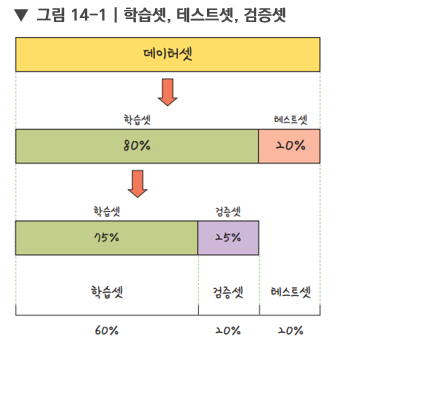 ▼ 그림 14-1 | 학습셋, 테스트셋, 검증셋
데이터셋
학습셋 테스트셋
80% 20%
학습셋 검증셋
75% 25%
학습셋 검증셋 테스트셋
60% 20% 20%